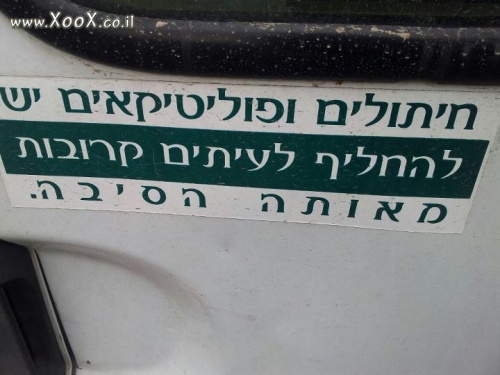 www.XooX.co.il
חיתולים ופוליטיקאים יש
להחליף לעיתים קרובות
מאותה הסיבה.